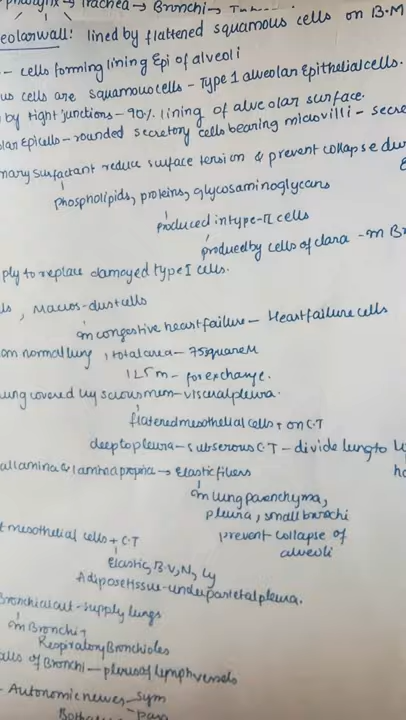 Trachea → Bronchi →
eolarwall: lined by flattened squamous cells on B.M
- cells forming lining Epi of alveoli
us cells are squamous cells - Type 1 alveolar Epithelial cells.
by tight junctions - 90% lining of alveolar surface.
lar Epicells - rounded secretory cells bearing microvilli - secre
nary surfactant reduce surface tension & prevent collapse du
phospholipids, proteins, glycosaminoglycans
produced in type-II cells
produced by cells of clara - in Br
ply to replace damaged type I cells.
ls, Macros - dust cells
in congestive heart failure - Heart failure cells
om normal lung, total area - 75 square M
- for exchange.
ung covered by serous mem - visceral pleura.
flattened mesothelial cells + on C.T
deep to pleura - subserous C.T - divide lung to
allamina & lamina propria → Elastic fibers
in lung parenchyma,
pleura, small bronchi
prevent collapse of
alveoli
t mesothelial cells + C.T
Elastic, B.V, N, Ly
Adipose tissue - under parietal pleura.
Bronchial art - supply lungs
in Bronchi +
Respiratory Bronchioles
alls of Bronchi - plexus of lymph vessels
- Autonomic nerves - sym
- para